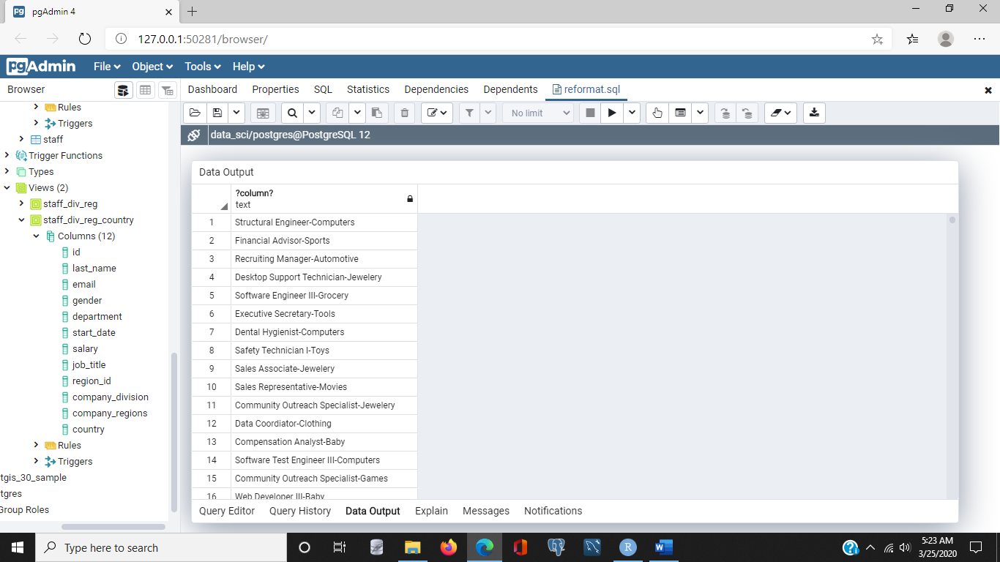 pgAdmin 4
127.0.0.1:50281/browser/
pgAdmin File Object Tools Help
Browser
Dashboard Properties SQL Statistics Dependencies Dependents reformat.sql
No limit
data_sci/postgres@PostgreSQL 12
Rules
Triggers
staff
Trigger Functions
Types
Views (2)
staff_div_reg
staff_div_reg_country
Columns (12)
id
last_name
email
gender
department
start_date
salary
job_title
region_id
company_division
company_regions
country
Rules
Triggers
tgis_30_sample
tgres
Group Roles
Data Output
?column?
text
1 Structural Engineer-Computers
2 Financial Advisor-Sports
3 Recruiting Manager-Automotive
4 Desktop Support Technician-Jewelery
5 Software Engineer III-Grocery
6 Executive Secretary-Tools
7 Dental Hygienist-Computers
8 Safety Technician I-Toys
9 Sales Associate-Jewelery
10 Sales Representative-Movies
11 Community Outreach Specialist-Jewelery
12 Data Coordiator-Clothing
13 Compensation Analyst-Baby
14 Software Test Engineer III-Computers
15 Community Outreach Specialist-Games
16 Web Developer III-Baby
Query Editor Query History Data Output Explain Messages Notifications
Type here to search
5:23 AM
3/25/2020